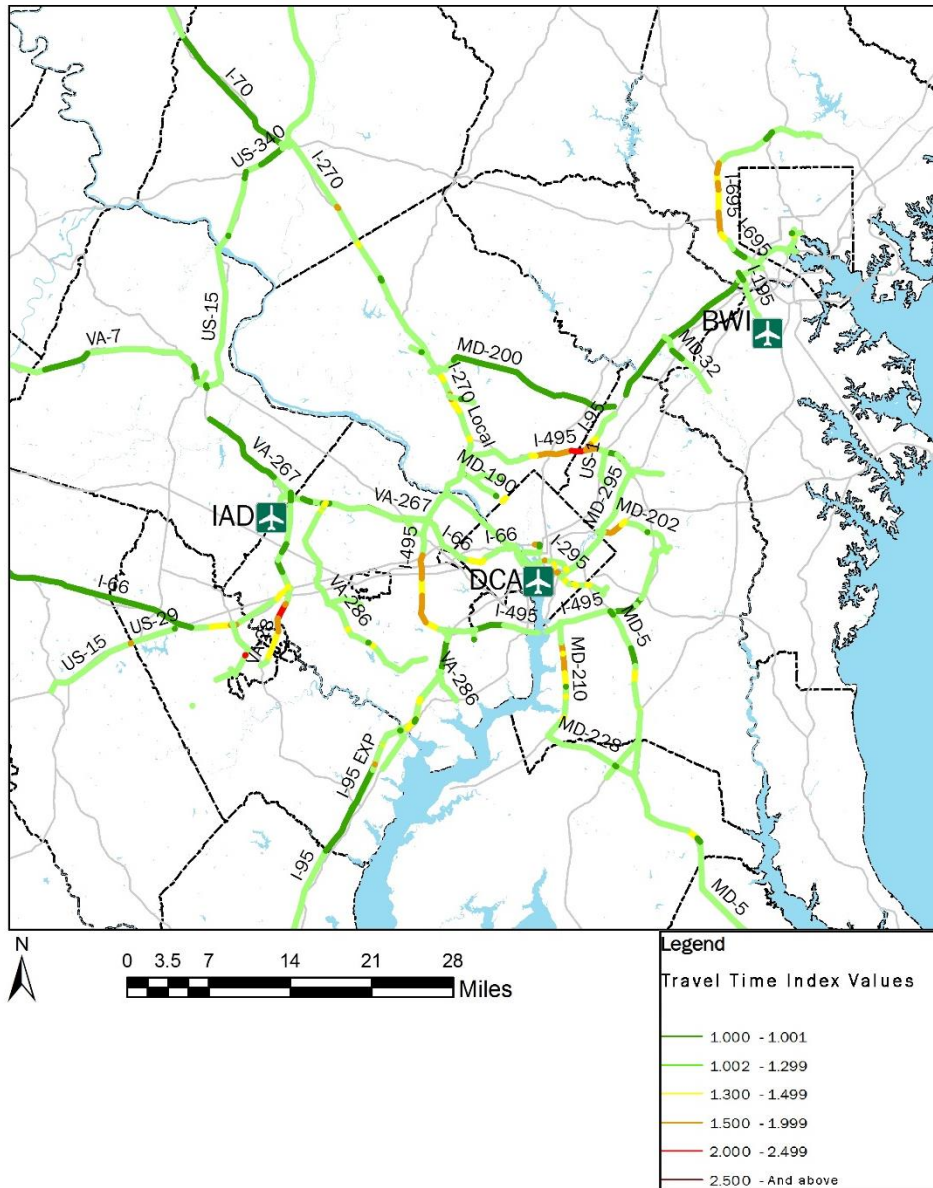 I-70
US-340
I-270
I-695
I-695
I-195
US-15
BWI
VA-7
MD-32
MD-200
I-270 Local
I-95
I-495
US-1
MD-190
MD-295
VA-267
VA-267
MD-202
IAD
I-66
I-66
I-295
I-495
DCA
I-66
VA-286
I-495
I-495
US-29
MD-5
US-15
VA-286
MD-210
MD-228
I-95 EXP
I-95
MD-5
N
0 3.5 7 14 21 28
Miles
Legend
Travel Time Index Values
1.000 - 1.001
1.002 - 1.299
1.300 - 1.499
1.500 - 1.999
2.000 - 2.499
2.500 - And above